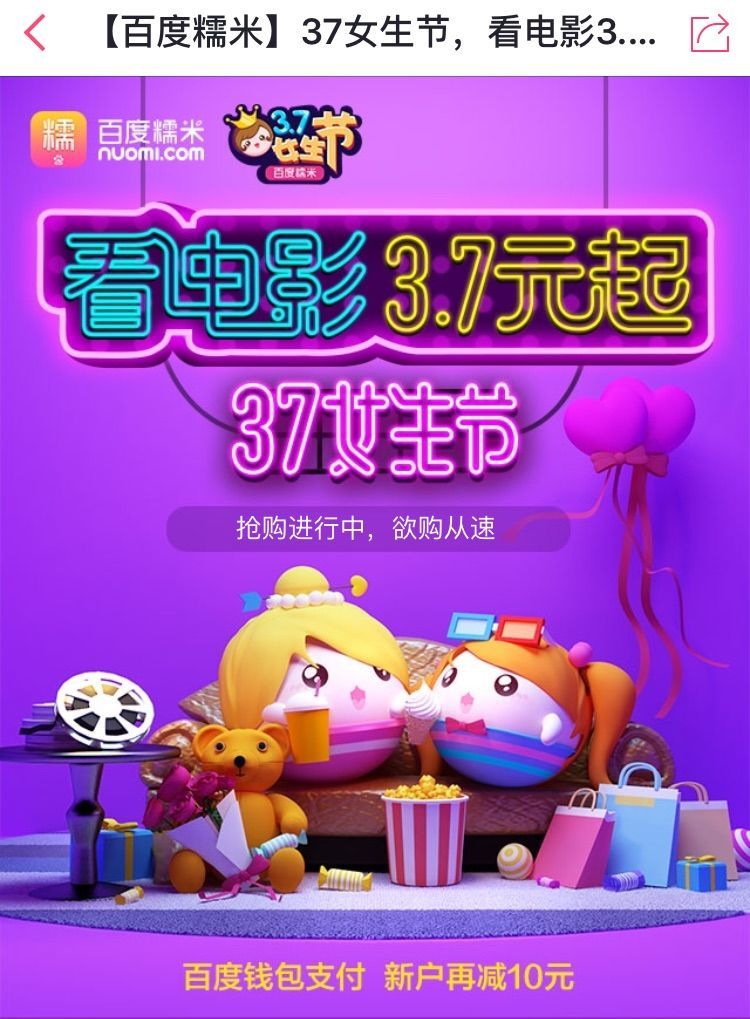 【百度糯米】37女生节，看电影3....
糯
百度糯米
nuomi.com
3.7
女生节
百度糯米
看电影 3.7元起
37女生节
抢购进行中，欲购从速
百度钱包支付 新户再减10元